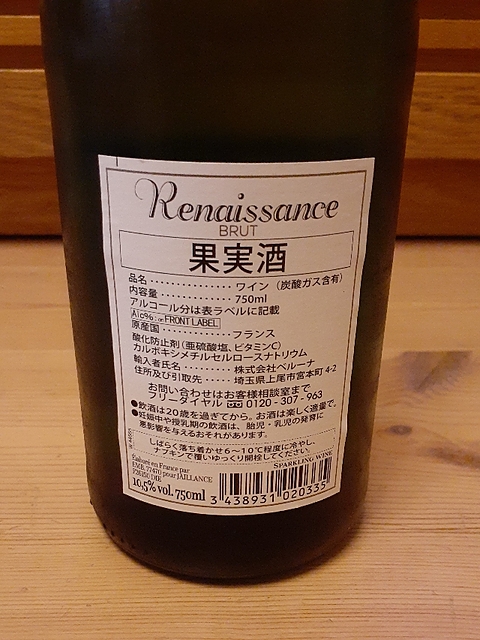 Renaissance
BRUT
果実酒
品名 ・・・・・・・・・・・・ ワイン (炭酸ガス含有)
内容量 ・・・・・・・・・・ 750ml
アルコール分は表ラベルに記載
Alc%: on FRONT LABEL
原産国 ・・・・・・・・・・ フランス
酸化防止剤(亜硫酸塩、ビタミンC)
カルボキシメチルセルロースナトリウム
輸入者氏名 ・・・・・・ 株式会社ベルーナ
住所及び引取先 ・・・・ 埼玉県上尾市宮本町4-2
お問い合わせはお客様相談室まで
フリーダイヤル 0120-307-963
●飲酒は20歳を過ぎてから。お酒は楽しく適量で。
●妊娠中や授乳期の飲酒は、胎児・乳児の発育に
悪影響を与えるおそれがあります。
しばらく落ち着かせ6〜10℃程度に冷やし、
ナプキンで覆いゆっくり開栓してください。
SPARKLING WINE
Élaboré en France par
EMB. 77470 pour JAILLANCE
F26150 DIE
10,5% vol. 750ml
3 438931 020335